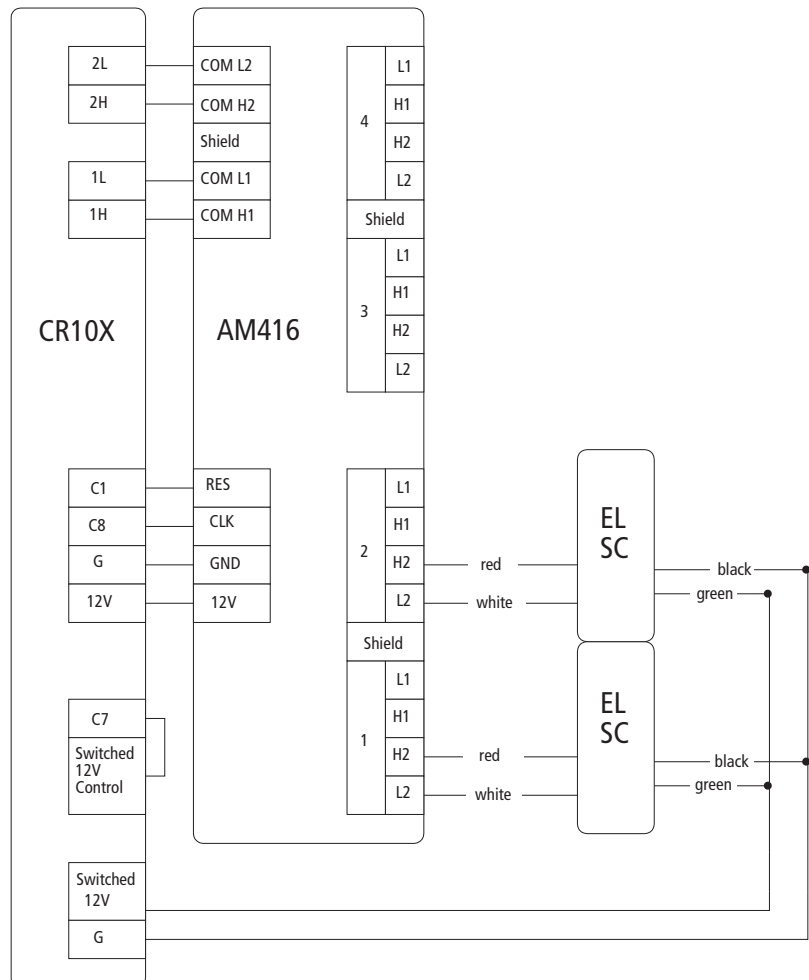 2L
COM L2
L1
2H
COM H2
H1
4
Shield
H2
1L
COM L1
L2
1H
COM H1
Shield
L1
H1
3
CR10X
AM416
H2
L2
C1
RES
L1
C8
CLK
H1
EL
SC
2
G
GND
H2
red
black
green
12V
12V
L2
white
Shield
L1
C7
H1
EL
SC
1
Switched
12V
Control
H2
red
black
green
L2
white
Switched
12V
G